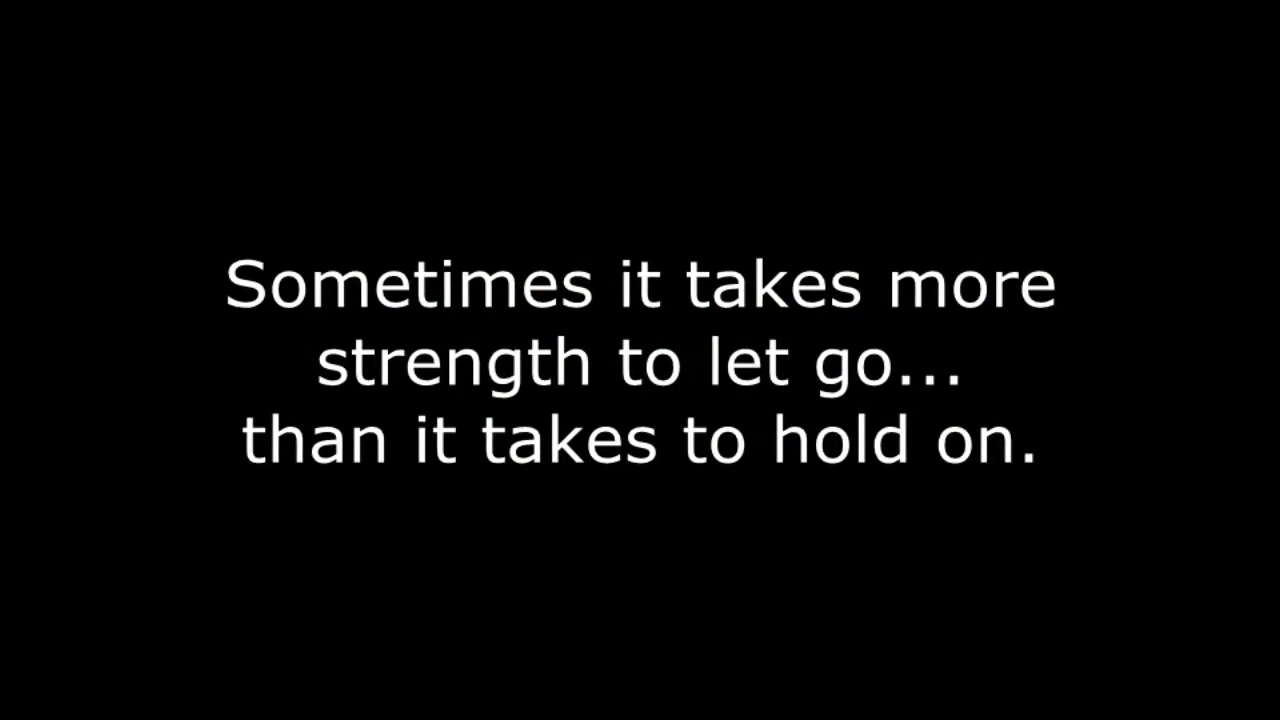 Sometimes it takes more
strength to let go...
than it takes to hold on.